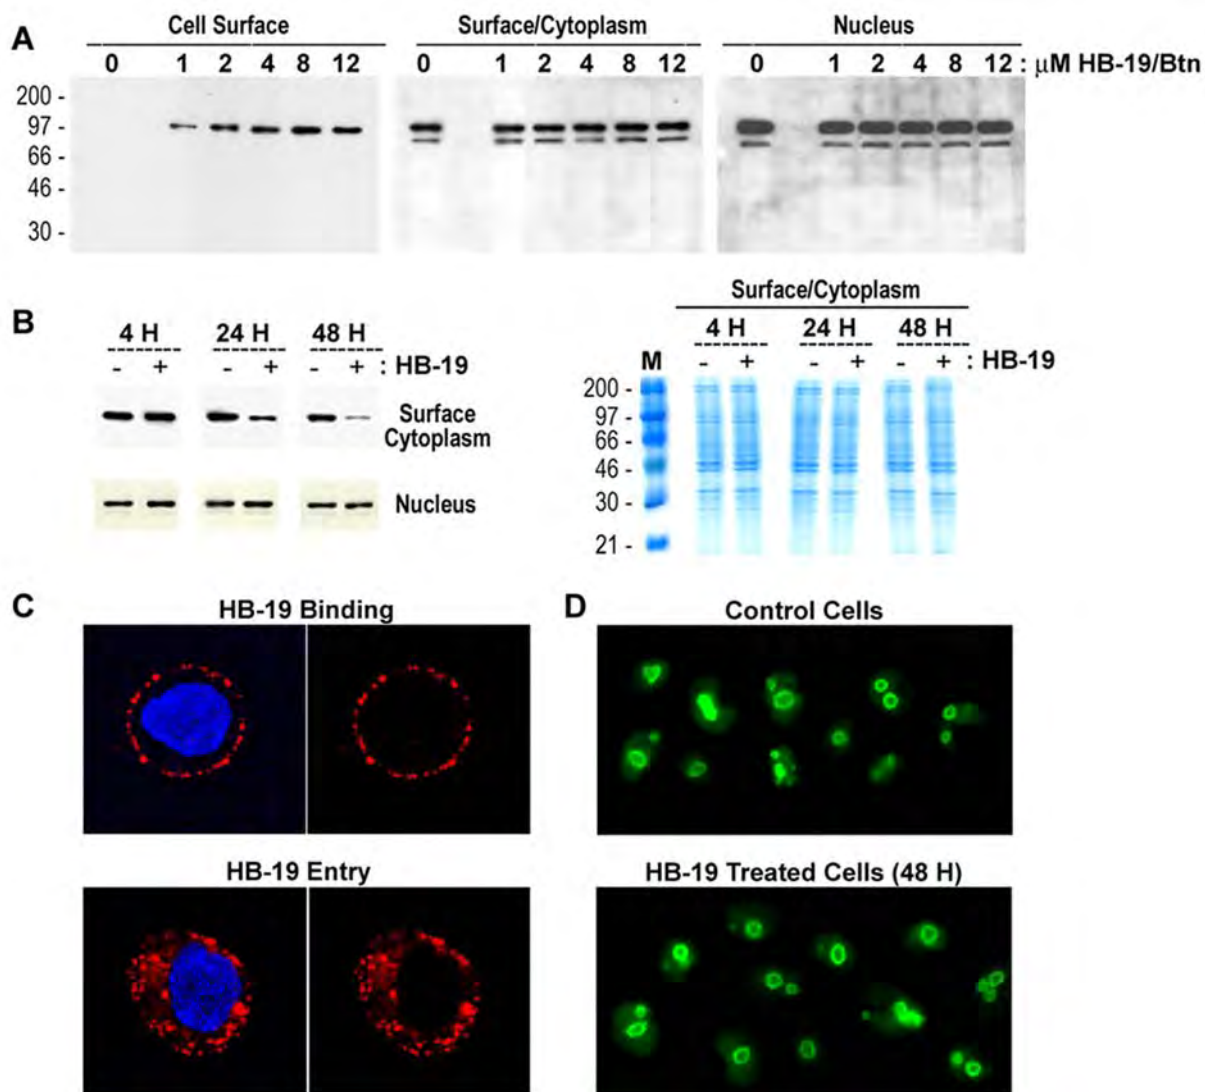 A
Cell Surface
Surface/Cytoplasm
Nucleus
0 1 2 4 8 12 0 1 2 4 8 12 0 1 2 4 8 12 : μM HB-19/Btn
200 -
97 -
66 -
46 -
30 -
B
4 H 24 H 48 H
- + - + - + : HB-19
Surface
Cytoplasm
Nucleus
Surface/Cytoplasm
4 H 24 H 48 H
M - + - + - + : HB-19
200 -
97 -
66 -
46 -
30 -
21 -
C
HB-19 Binding
HB-19 Entry
D
Control Cells
HB-19 Treated Cells (48 H)